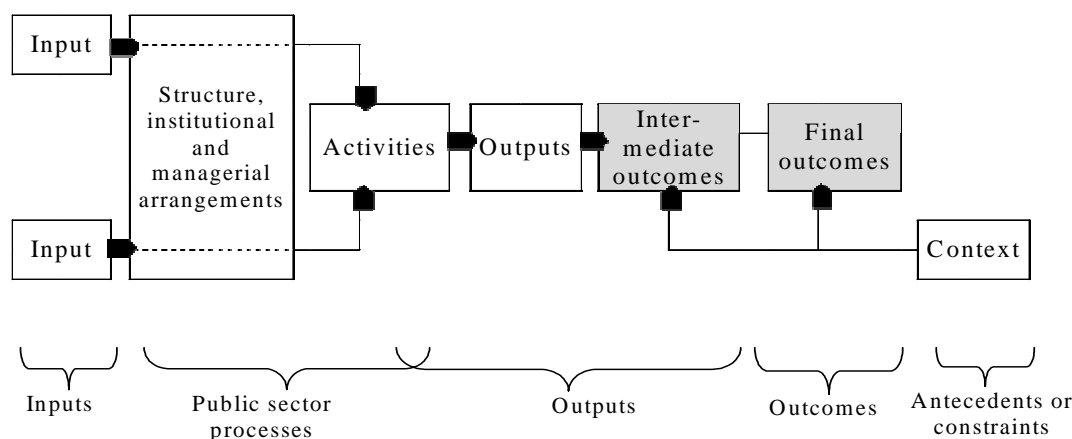 Input
Structure,
institutional
and
managerial
arrangements
Input
Activities
Outputs
Inter-
mediate
outcomes
Final
outcomes
Context
Inputs
Public sector
processes
Outputs
Outcomes
Antecedents or
constraints